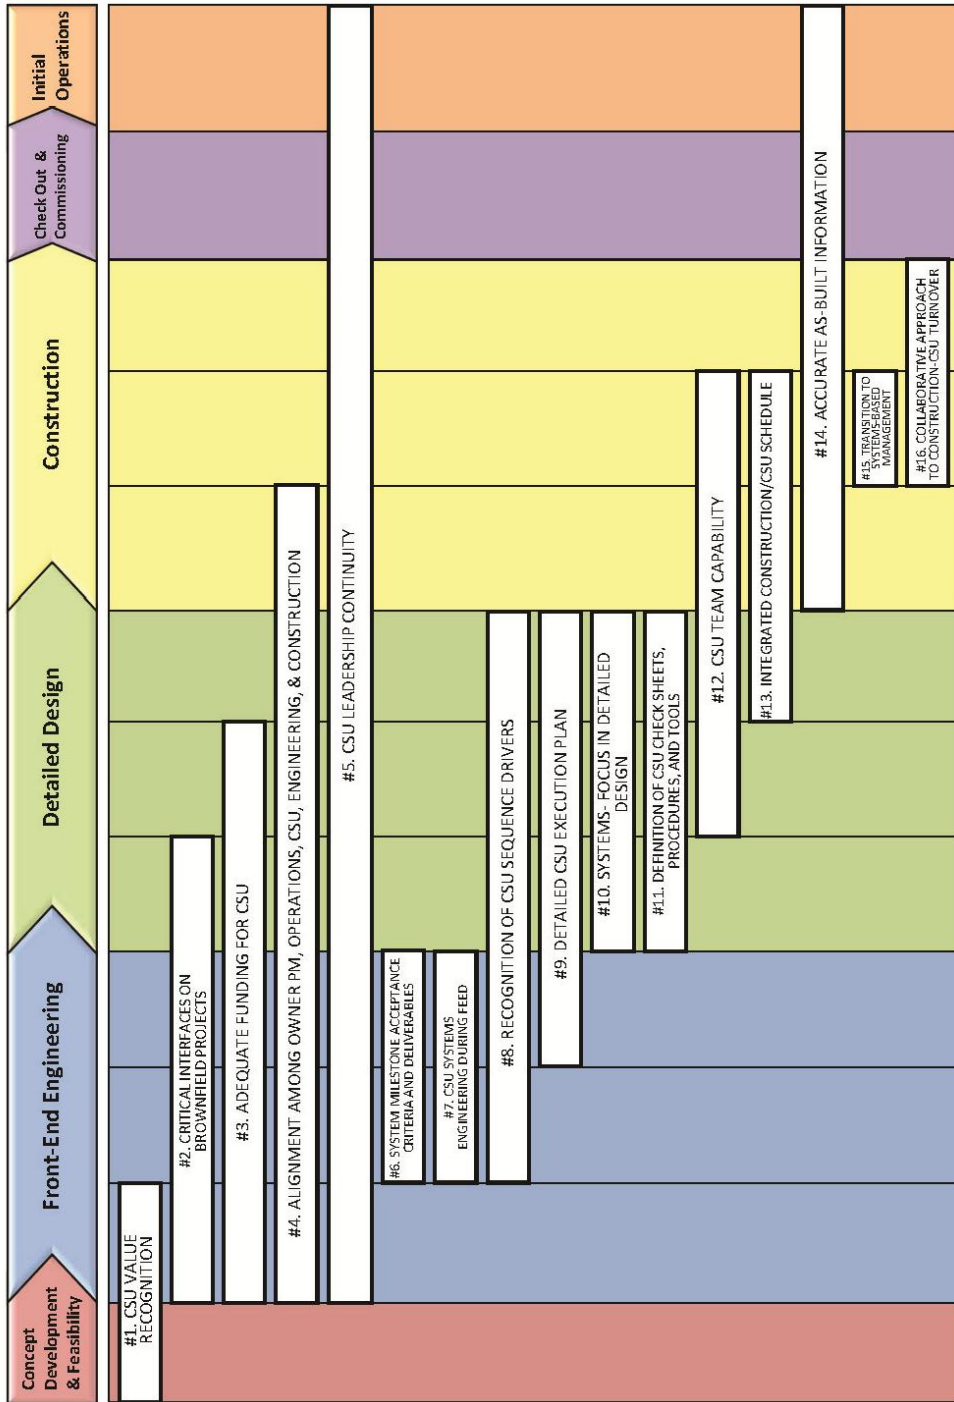 Concept
Development
& Feasibility
Front-End Engineering
Detailed Design
Construction
Check Out &
Commissioning
Initial
Operations
#1. CSU VALUE
RECOGNITION
#2. CRITICAL INTERFACES ON
BROWNFIELD PROJECTS
#3. ADEQUATE FUNDING FOR CSU
#4. ALIGNMENT AMONG OWNER PM, OPERATIONS, CSU, ENGINEERING, & CONSTRUCTION
#5. CSU LEADERSHIP CONTINUITY
#6. SYSTEM MILESTONE ACCEPTANCE
CRITERIA AND DELIVERABLES
#7. CSU SYSTEMS
ENGINEERING DURING FEED
#8. RECOGNITION OF CSU SEQUENCE DRIVERS
#9. DETAILED CSU EXECUTION PLAN
#10. SYSTEMS- FOCUS IN DETAILED
DESIGN
#11. DEFINITION OF CSU CHECK SHEETS,
PROCEDURES, AND TOOLS
#12. CSU TEAM CAPABILITY
#13. INTEGRATED CONSTRUCTION/CSU SCHEDULE
#14. ACCURATE AS-BUILT INFORMATION
#15. TRANSITION TO
SYSTEMS-BASED
MANAGEMENT
#16. COLLABORATIVE APPROACH
TO CONSTRUCTION-CSU TURNOVER